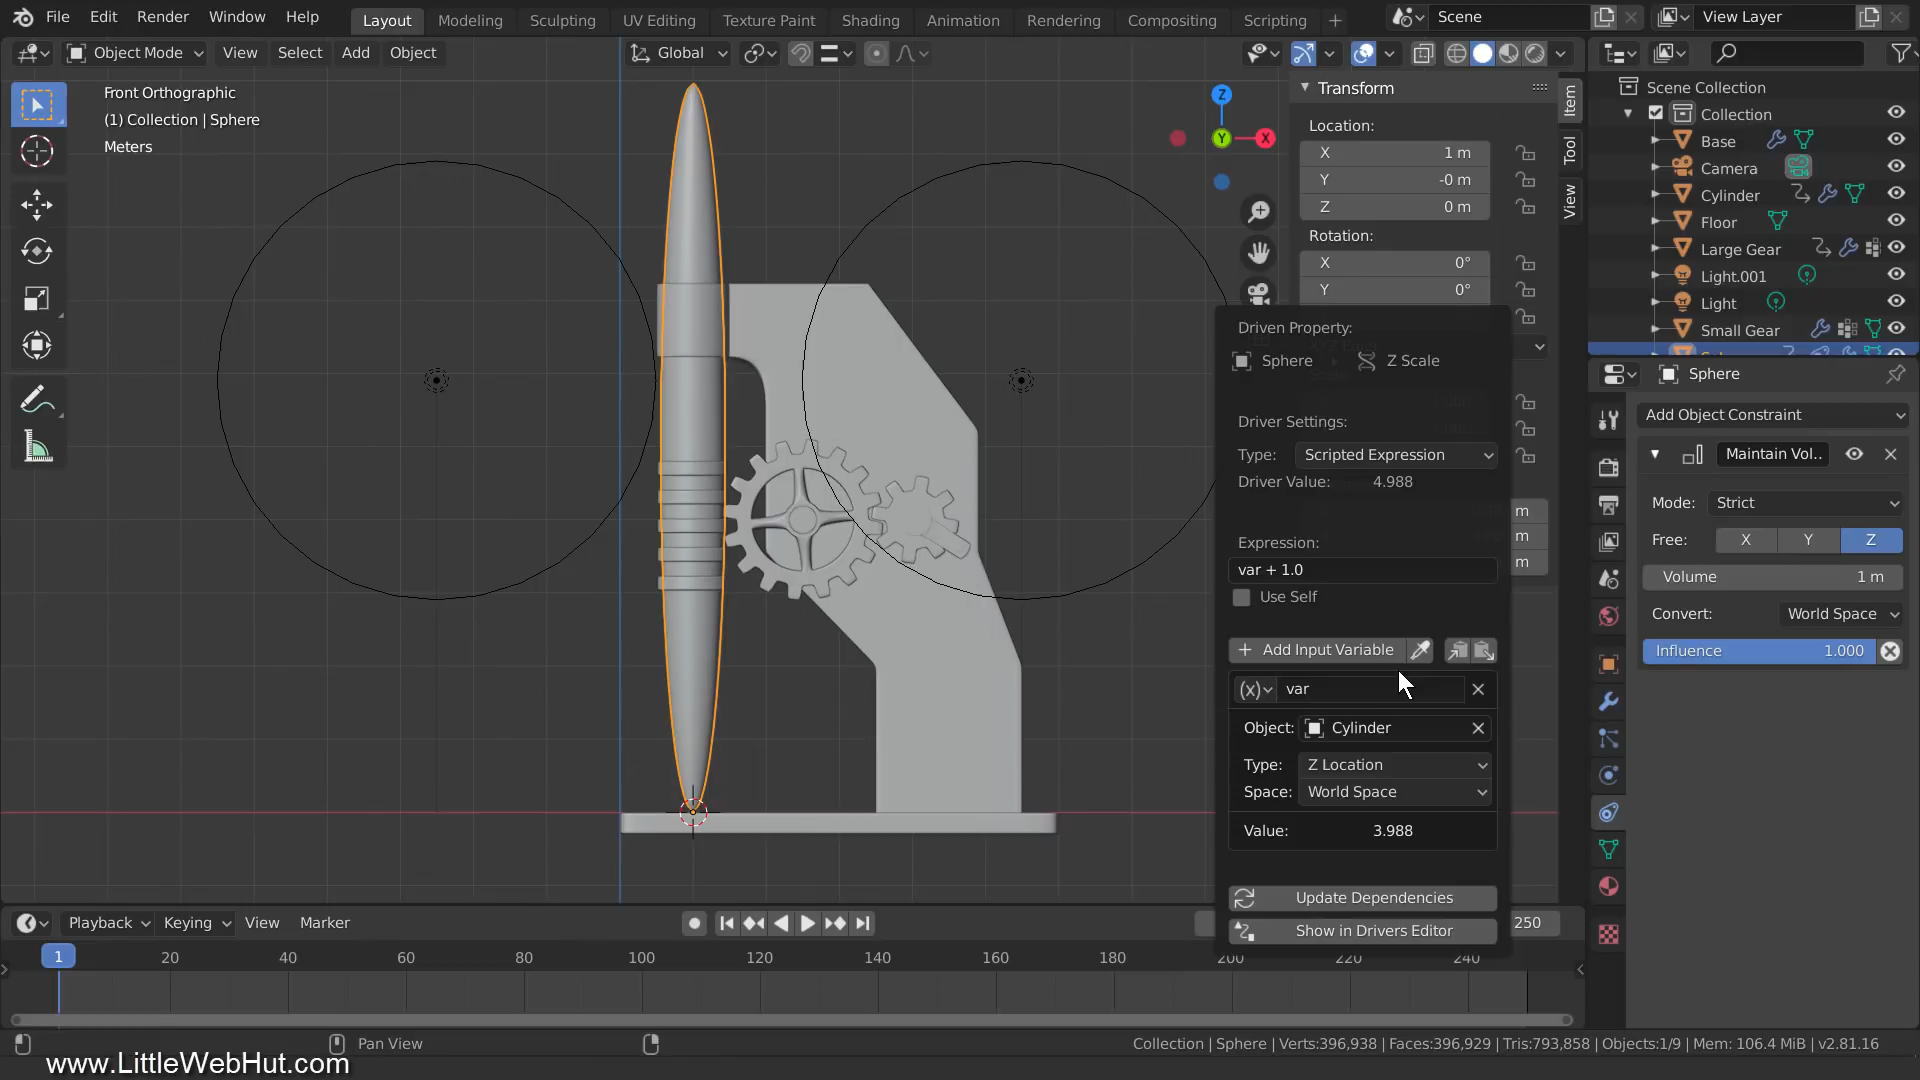 File Edit Render Window Help Layout Modeling Sculpting UV Editing Texture Paint Shading Animation Rendering Compositing Scripting + Scene View Layer
Object Mode View Select Add Object Global
Front Orthographic
(1) Collection | Sphere
Meters
Z
Y
X
Transform
Location:
X 1 m
Y -0 m
Z 0 m
Rotation:
X 0°
Y 0°
Item
Tool
View
Driven Property:
Sphere Z Scale
Driver Settings:
Type: Scripted Expression
Driver Value: 4.988
Expression:
var + 1.0
Use Self
+ Add Input Variable
(x) var
Object: Cylinder
Type: Z Location
Space: World Space
Value: 3.988
Update Dependencies
Show in Drivers Editor
m
m
m
Scene Collection
Collection
Base
Camera
Cylinder
Floor
Large Gear
Light.001
Light
Small Gear
Sphere
Add Object Constraint
Maintain Vol..
Mode: Strict
Free: X Y Z
Volume 1 m
Convert: World Space
Influence 1.000
Playback Keying View Marker 250
1 20 40 60 80 100 120 140 160 180 200 220 240
Pan View
Collection | Sphere | Verts:396,938 | Faces:396,929 | Tris:793,858 | Objects:1/9 | Mem: 106.4 MiB | v2.81.16
www.LittleWebHut.com